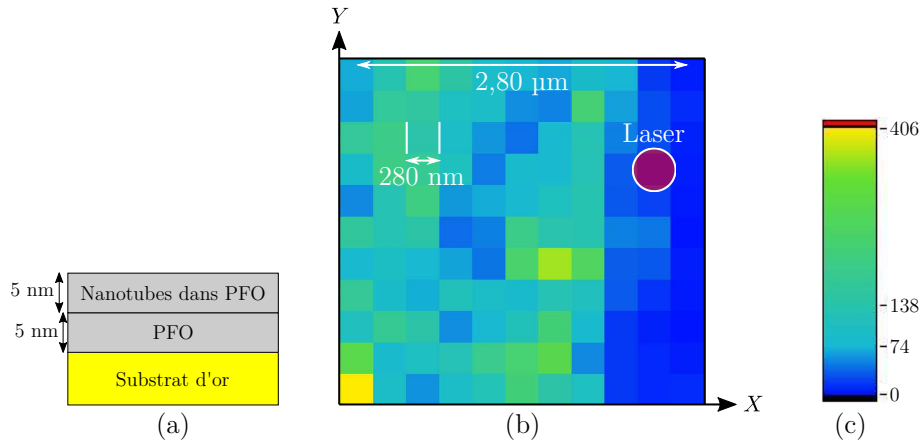 Y
2,80 µm
Laser
280 nm
406
138
74
0
5 nm
Nanotubes dans PFO
5 nm
PFO
Substrat d'or
X
(a)
(b)
(c)